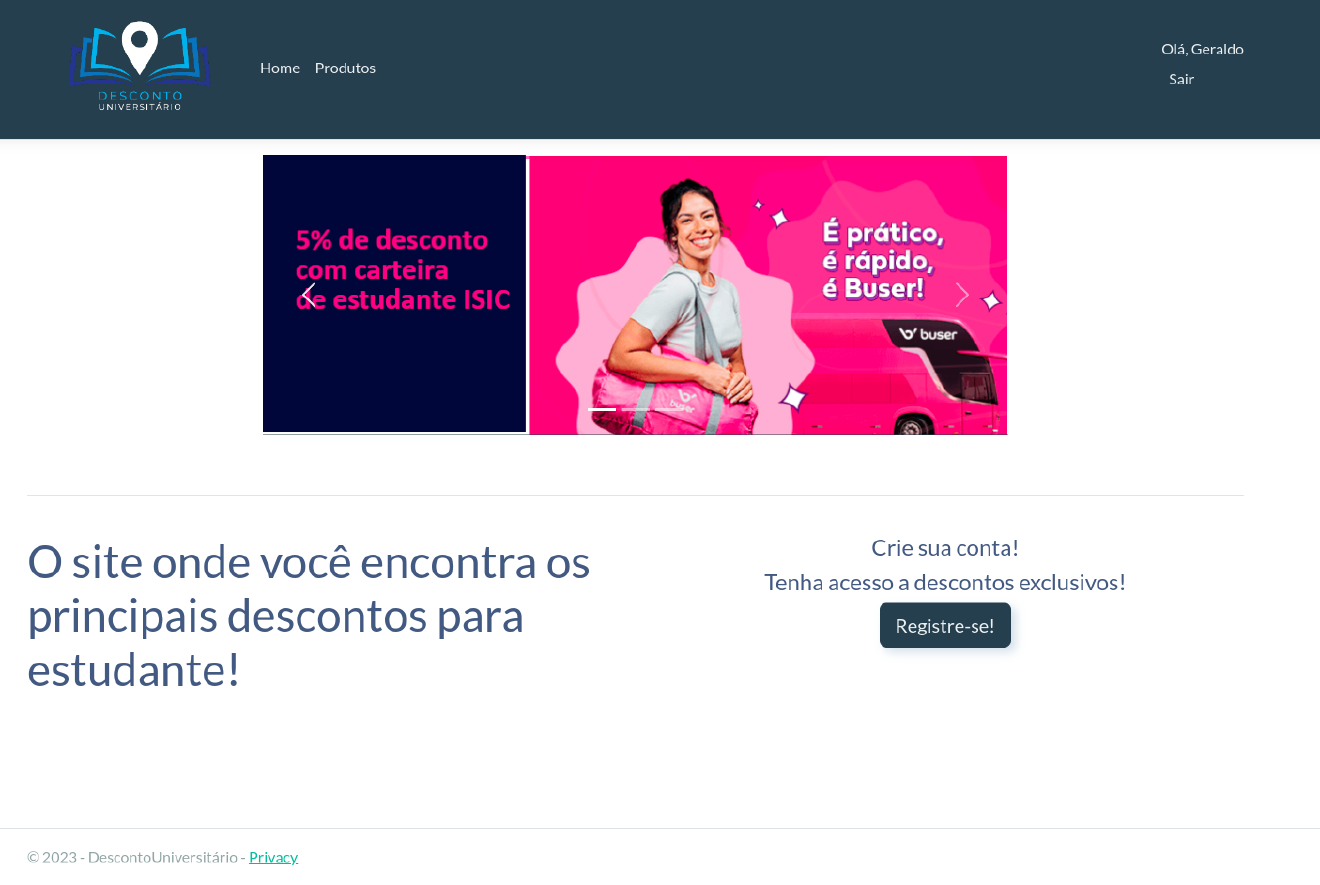 DESCONTO
UNIVERSITÁRIO
Home Produtos
Olá, Geraldo
Sair
5% de desconto
com carteira
de estudante ISIC
É prático,
é rápido,
é Buser!
buser
buser
O site onde você encontra os
principais descontos para
estudante!
Crie sua conta!
Tenha acesso a descontos exclusivos!
Registre-se!
© 2023 - DescontoUniversitário - Privacy